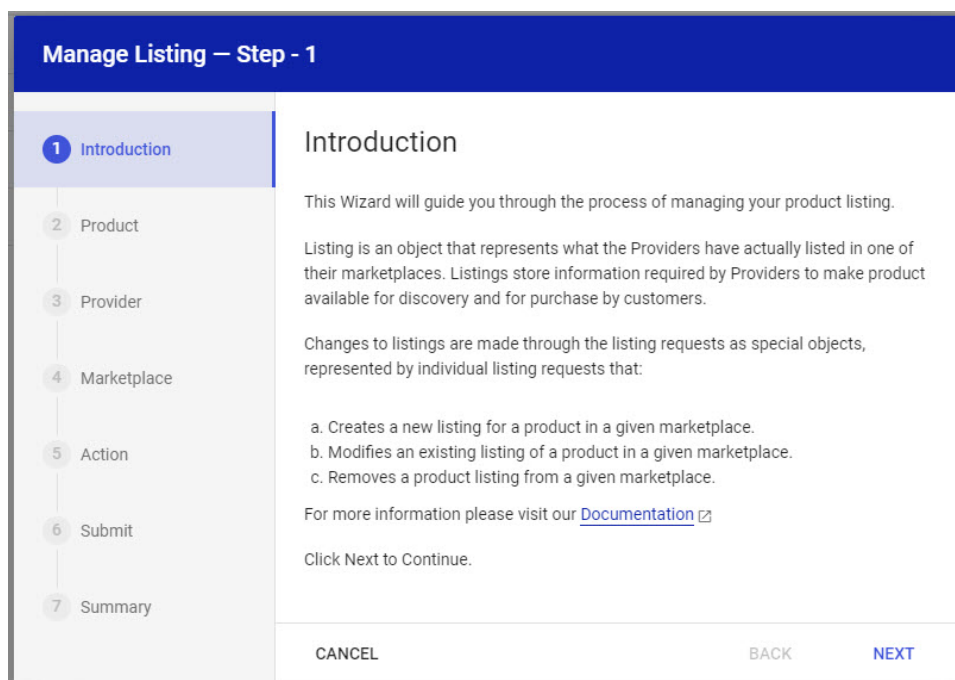 Manage Listing — Step - 1
1 Introduction
2 Product
3 Provider
4 Marketplace
5 Action
6 Submit
7 Summary
Introduction
This Wizard will guide you through the process of managing your product listing.
Listing is an object that represents what the Providers have actually listed in one of
their marketplaces. Listings store information required by Providers to make product
available for discovery and for purchase by customers.
Changes to listings are made through the listing requests as special objects,
represented by individual listing requests that:
a. Creates a new listing for a product in a given marketplace.
b. Modifies an existing listing of a product in a given marketplace.
c. Removes a product listing from a given marketplace.
For more information please visit our Documentation
Click Next to Continue.
CANCEL BACK NEXT